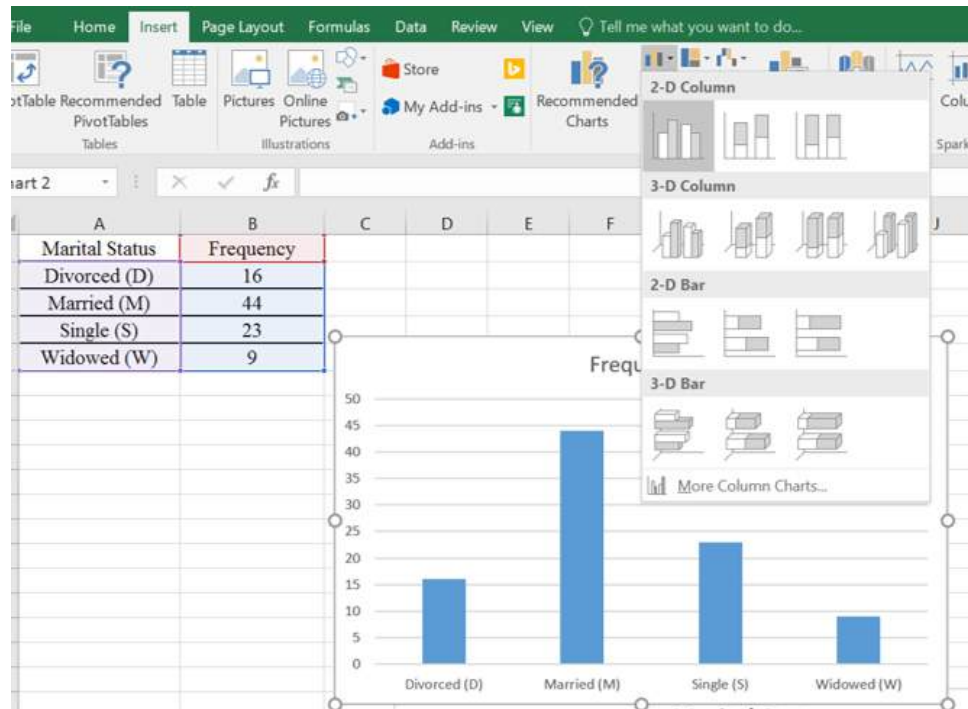 File Home Insert Page Layout Formulas Data Review View Tell me what you want to do...
Store
My Add-ins
Table Recommended PivotTables
Table
Pictures
Online Pictures
Recommended Charts
Tables
Illustrations
Add-ins
fx
A B C D E F J
Marital Status Frequency
Divorced (D) 16
Married (M) 44
Single (S) 23
Widowed (W) 9
2-D Column
3-D Column
2-D Bar
3-D Bar
More Column Charts...
50
45
40
35
30
25
20
15
10
5
0
Divorced (D) Married (M) Single (S) Widowed (W)